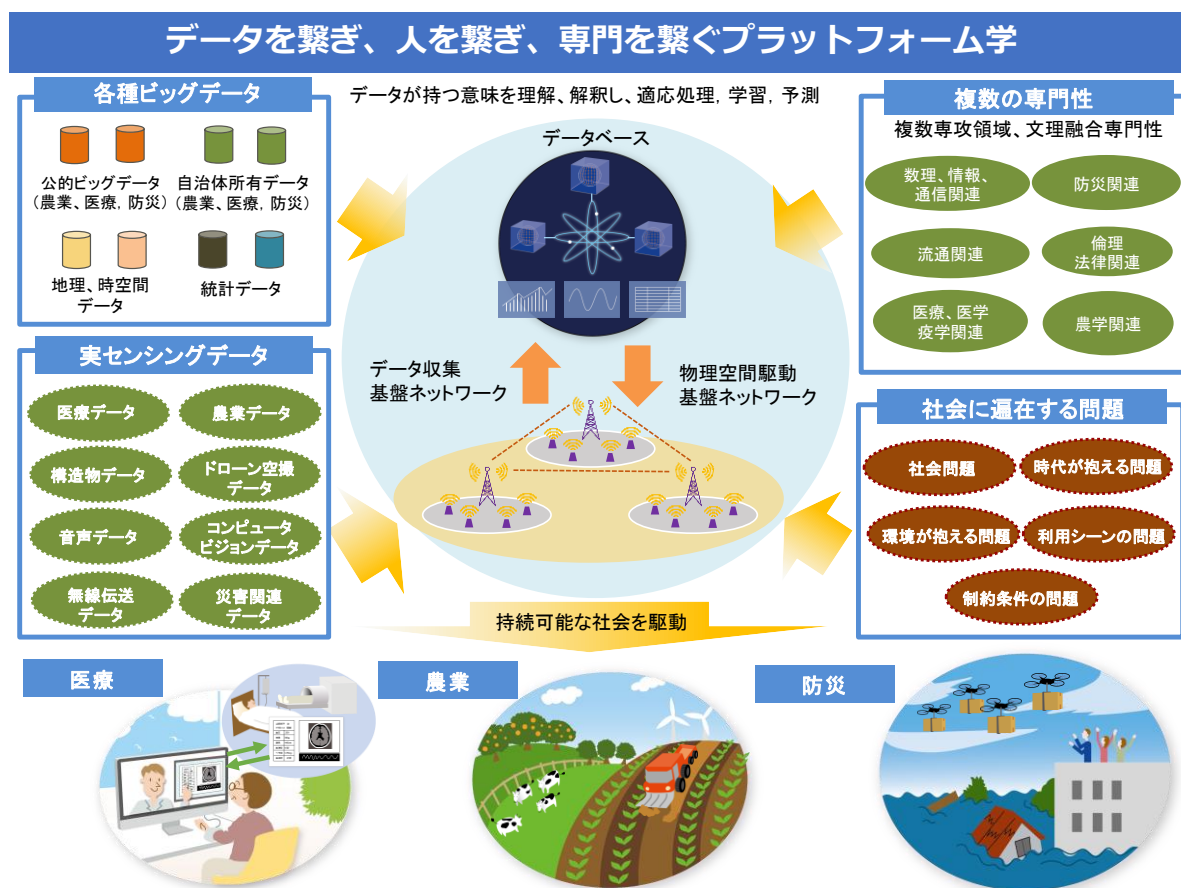 データを繋ぎ、人を繋ぎ、専門を繋ぐプラットフォーム学
各種ビッグデータ
公的ビッグデータ
（農業、医療, 防災）
自治体所有データ
（農業、医療, 防災）
地理、時空間
データ
統計データ
データが持つ意味を理解、解釈し、適応処理, 学習, 予測
データベース
データ収集
基盤ネットワーク
物理空間駆動
基盤ネットワーク
複数の専門性
複数専攻領域、文理融合専門性
数理、情報、
通信関連
防災関連
流通関連
倫理
法律関連
医療、医学
疫学関連
農学関連
実センシングデータ
医療データ
農業データ
構造物データ
ドローン空撮
データ
音声データ
コンピュータ
ビジョンデータ
無線伝送
データ
災害関連
データ
社会に遍在する問題
社会問題
時代が抱える問題
環境が抱える問題
利用シーンの問題
制約条件の問題
持続可能な社会を駆動
医療
農業
防災